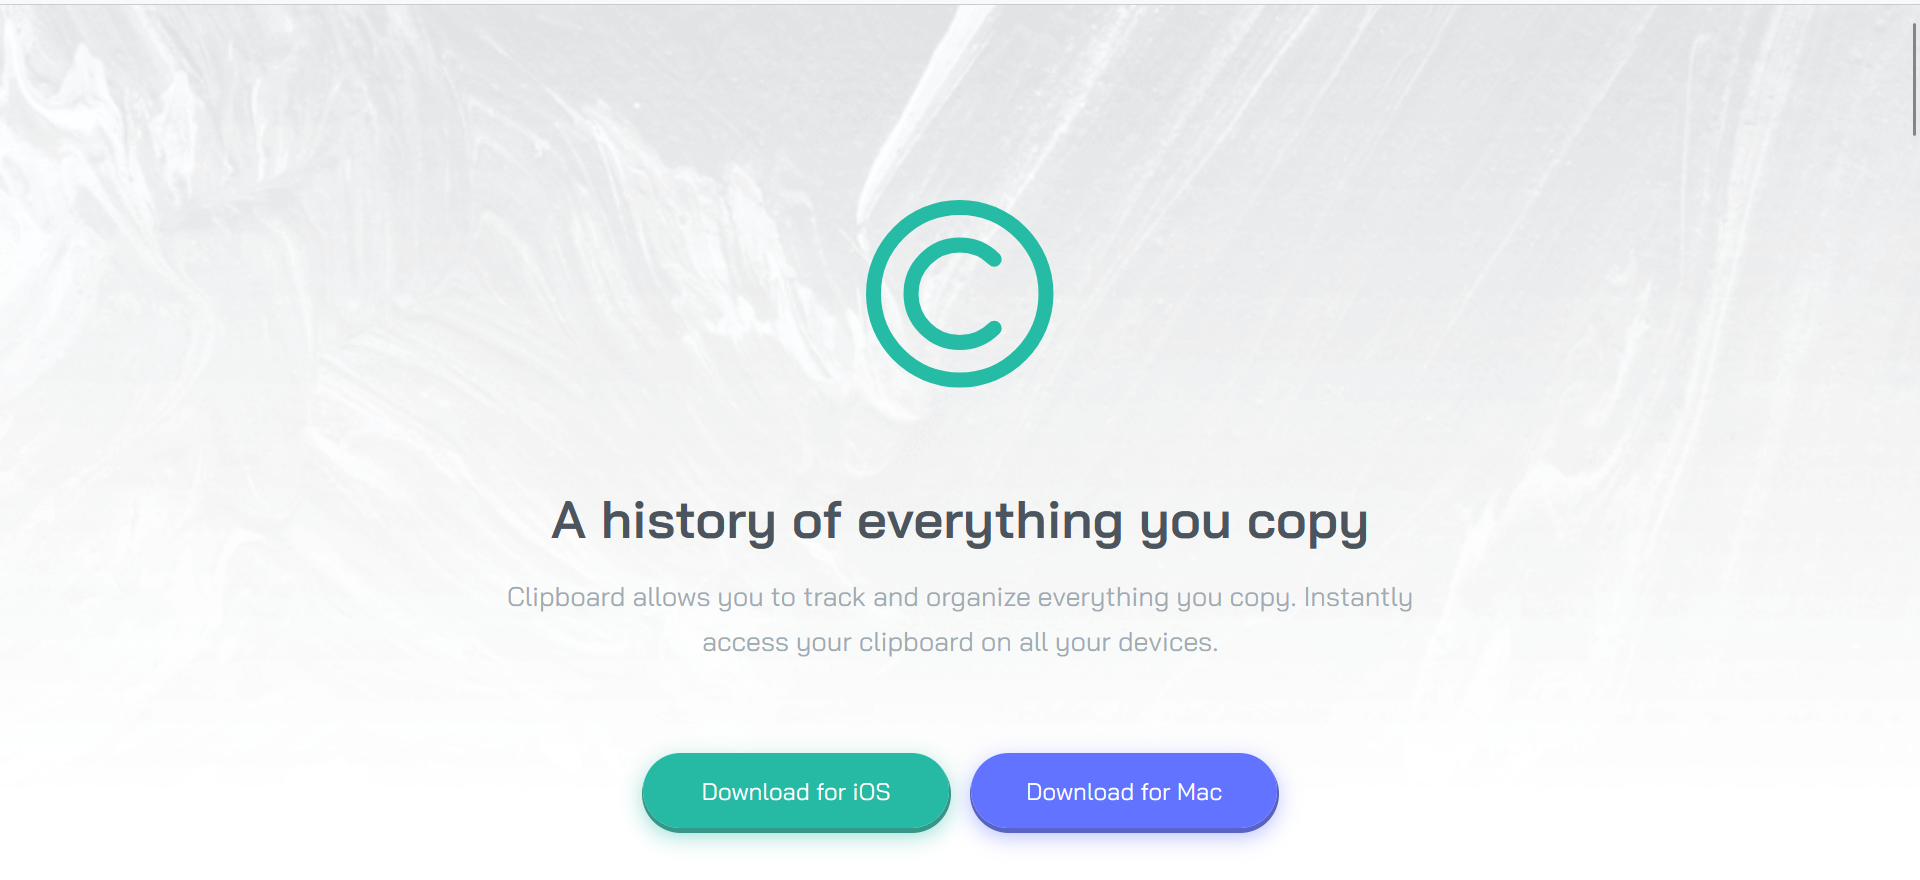 A history of everything you copy
Clipboard allows you to track and organize everything you copy. Instantly
access your clipboard on all your devices.
Download for iOS
Download for Mac